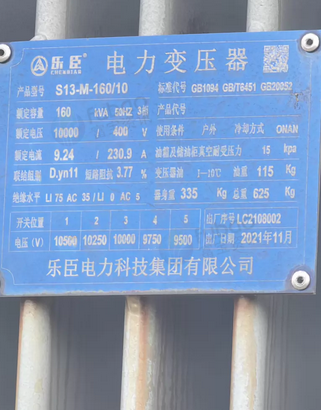 乐臣 电力变压器
CHENDIAO
产品型号 S13-M-160/10 标准代号 GB1094 GB/T6451 GB20052
额定容量 160 kVA 50HZ 3相
额定电压 10000 / 400 V 使用条件 户外 冷却方式 ONAN
额定电流 9.24 / 230.9 A 油箱及储油柜真空耐受压力 15 kpa
联结组别 D.yn11 短路阻抗 3.77% 变压器油 I-10℃ 油重 115 Kg
绝缘水平 LI 75 AC 35/LI 0 AC 5 器身重 335 Kg 总重 625 Kg
开关位置 1 2 3 4 5 出厂序号 LC2108002
电压(V) 10500 10250 10000 9750 9500 出厂日期 2021年11月
乐臣电力科技集团有限公司